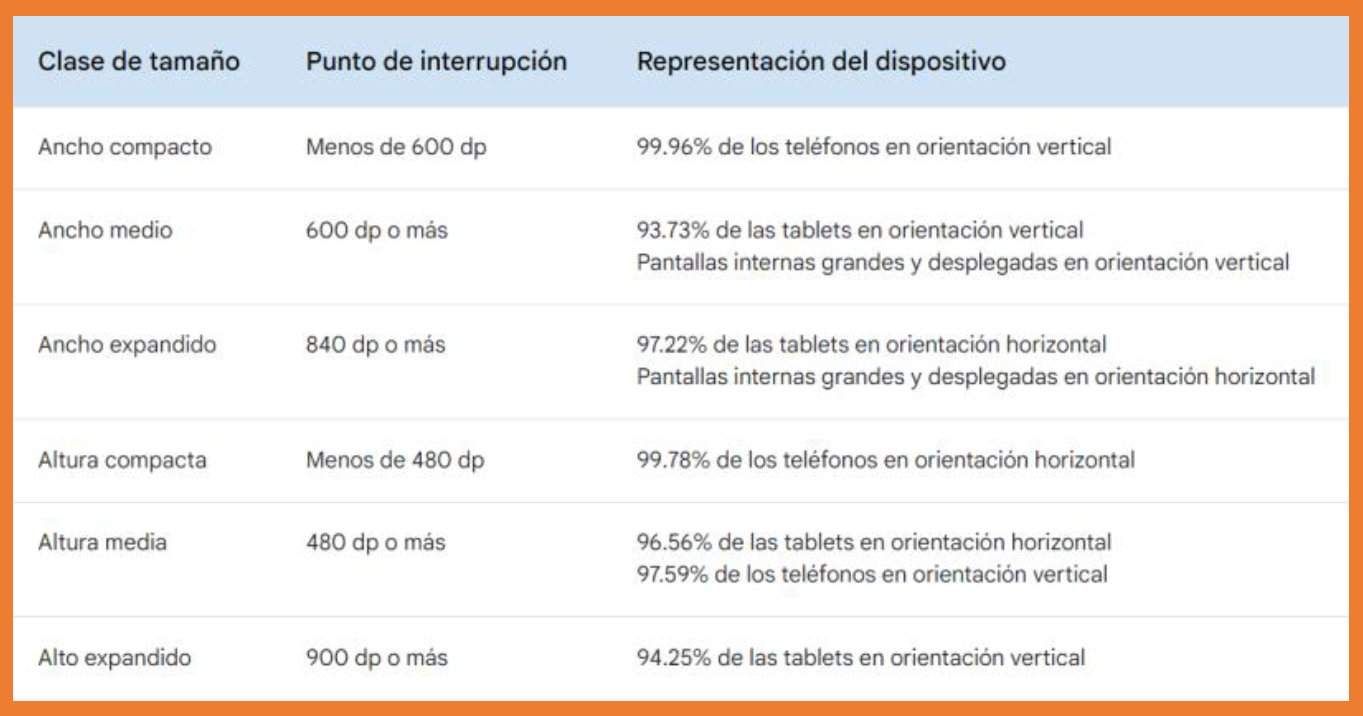 Clase de tamaño Punto de interrupción Representación del dispositivo
Ancho compacto Menos de 600 dp 99.96% de los teléfonos en orientación vertical
Ancho medio 600 dp o más 93.73% de las tablets en orientación vertical
Pantallas internas grandes y desplegadas en orientación vertical
Ancho expandido 840 dp o más 97.22% de las tablets en orientación horizontal
Pantallas internas grandes y desplegadas en orientación horizontal
Altura compacta Menos de 480 dp 99.78% de los teléfonos en orientación horizontal
Altura media 480 dp o más 96.56% de las tablets en orientación horizontal
97.59% de los teléfonos en orientación vertical
Alto expandido 900 dp o más 94.25% de las tablets en orientación vertical